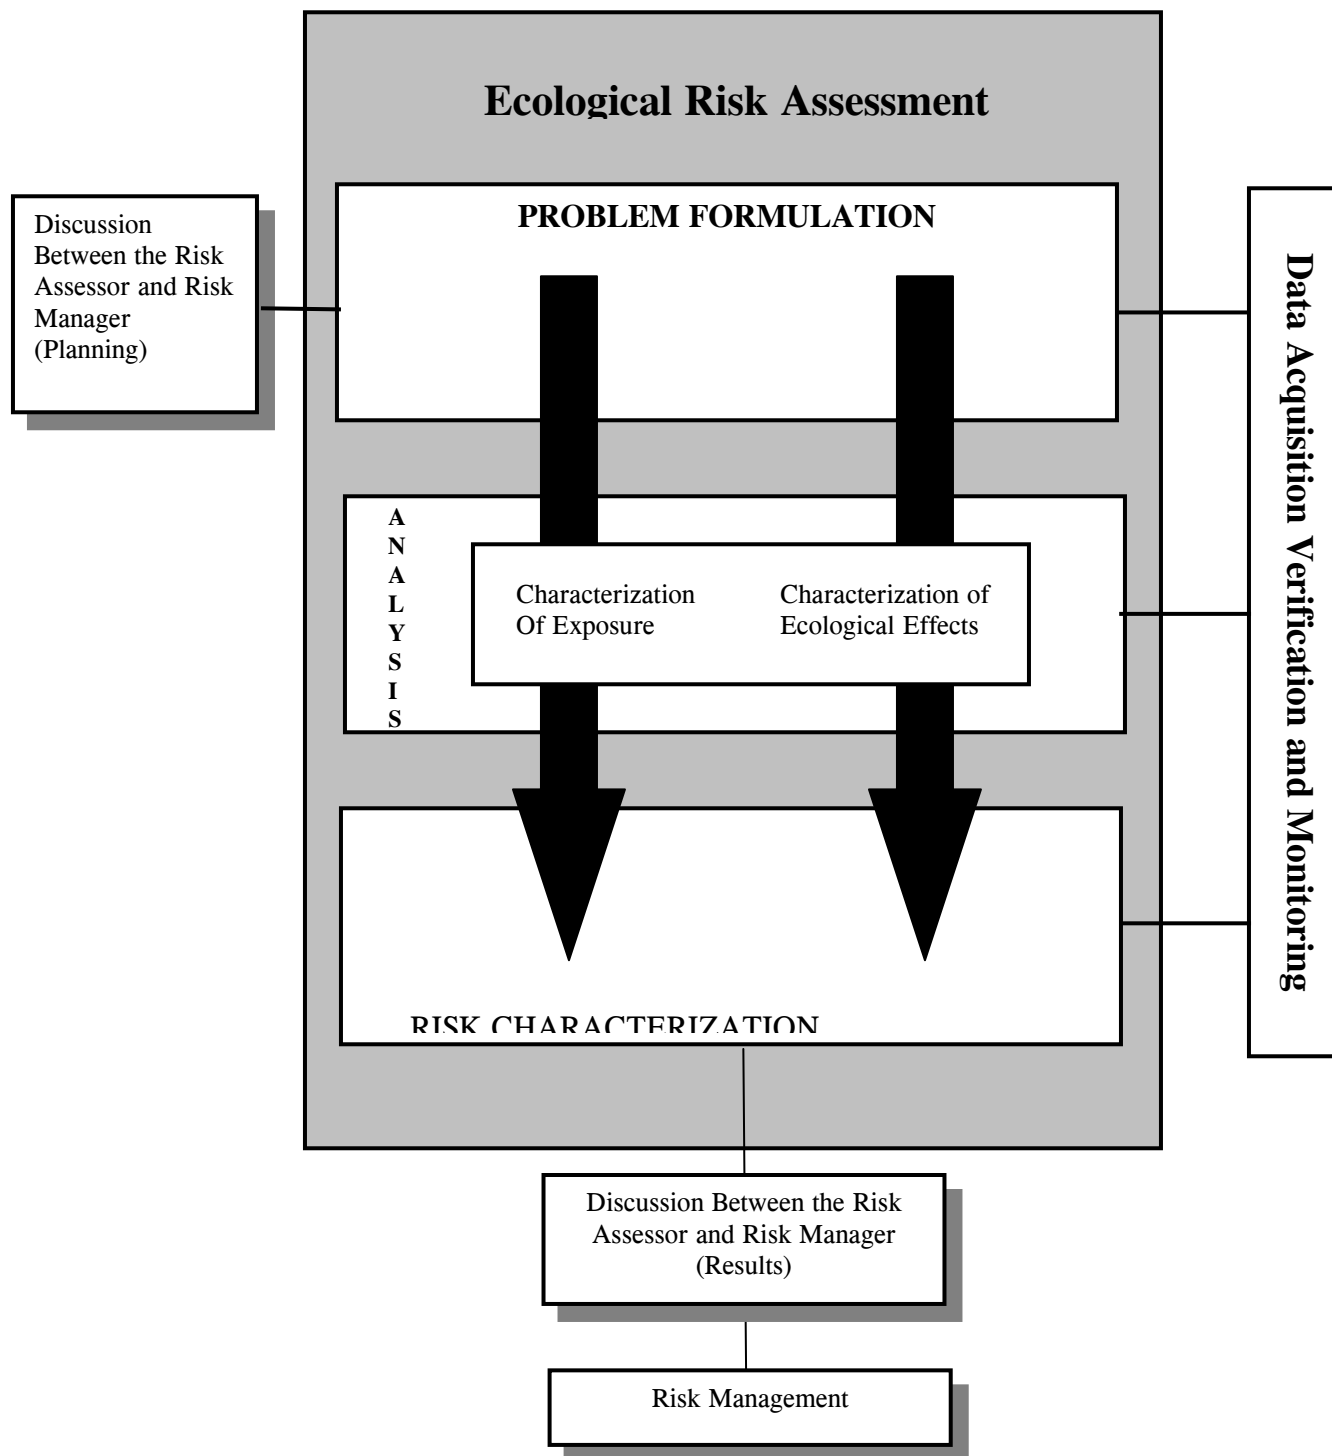 Ecological Risk Assessment
Discussion
Between the Risk
Assessor and Risk
Manager
(Planning)
PROBLEM FORMULATION
ANALYSIS
Characterization
Of Exposure
Characterization of
Ecological Effects
RISK CHARACTERIZATION
Data Acquisition Verification and Monitoring
Discussion Between the Risk
Assessor and Risk Manager
(Results)
Risk Management